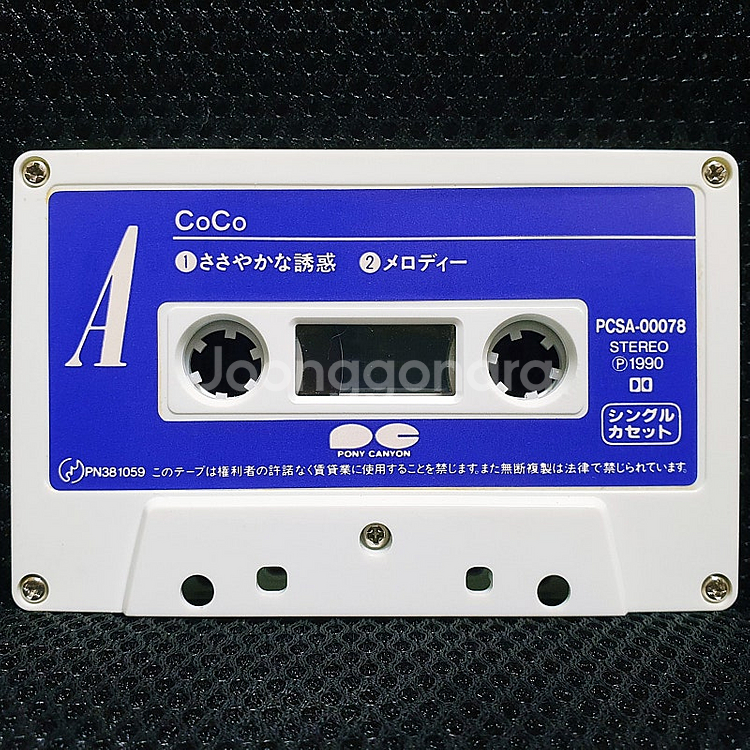 CoCo
A
①ささやかな誘惑 ②メロディー
PCSA-00078
STEREO
Ⓟ1990
シングル
カセット
Joonggonara
PONY CANYON
PN381059 このテープは権利者の許諾なく賃貸業に使用することを禁じます。また無断複製は法律で禁じられています。